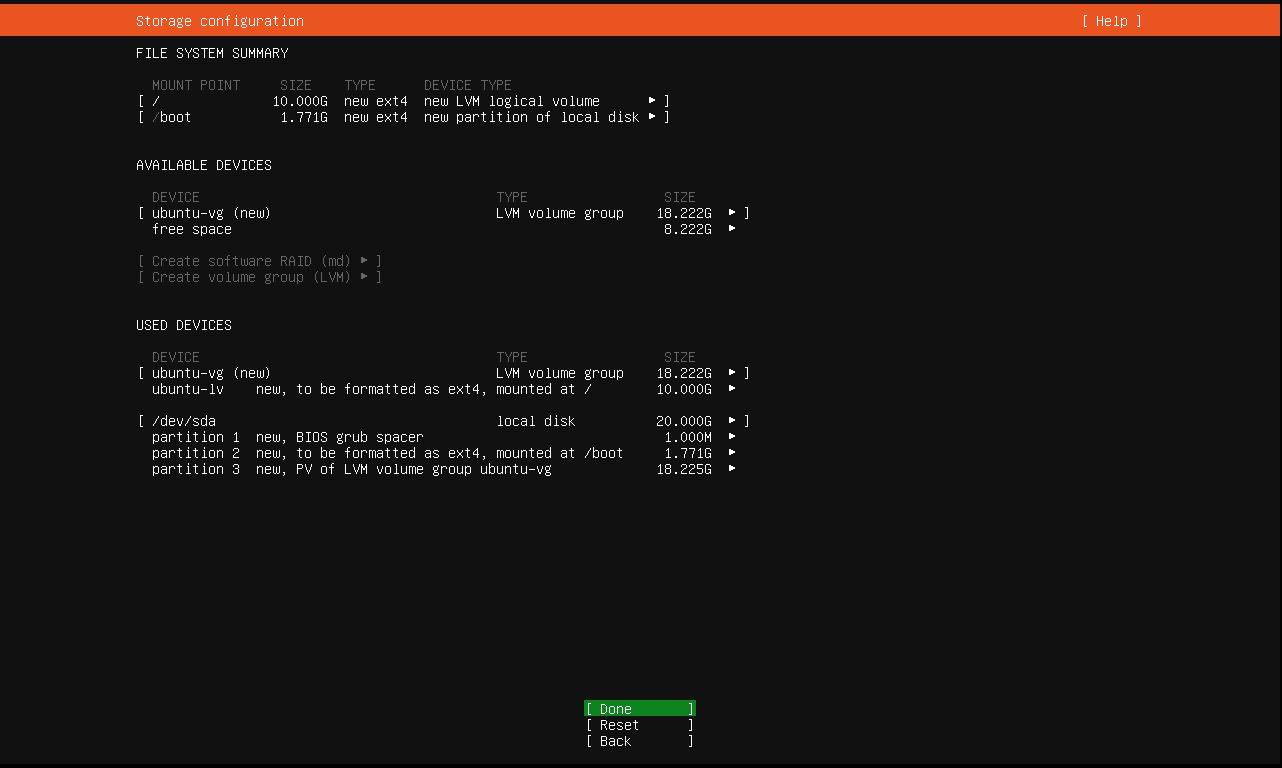 Storage configuration [ Help ]
FILE SYSTEM SUMMARY
MOUNT POINT SIZE TYPE DEVICE TYPE
[ / 10.000G new ext4 new LVM logical volume ▸ ]
[ /boot 1.771G new ext4 new partition of local disk ▸ ]
AVAILABLE DEVICES
DEVICE TYPE SIZE
[ ubuntu-vg (new) LVM volume group 18.222G ▸ ]
free space 8.222G ▸
[ Create software RAID (md) ▸ ]
[ Create volume group (LVM) ▸ ]
USED DEVICES
DEVICE TYPE SIZE
[ ubuntu-vg (new) LVM volume group 18.222G ▸ ]
ubuntu-lv new, to be formatted as ext4, mounted at / 10.000G ▸
[ /dev/sda local disk 20.000G ▸ ]
partition 1 new, BIOS grub spacer 1.000M ▸
partition 2 new, to be formatted as ext4, mounted at /boot 1.771G ▸
partition 3 new, PV of LVM volume group ubuntu-vg 18.225G ▸
[ Done ]
[ Reset ]
[ Back ]